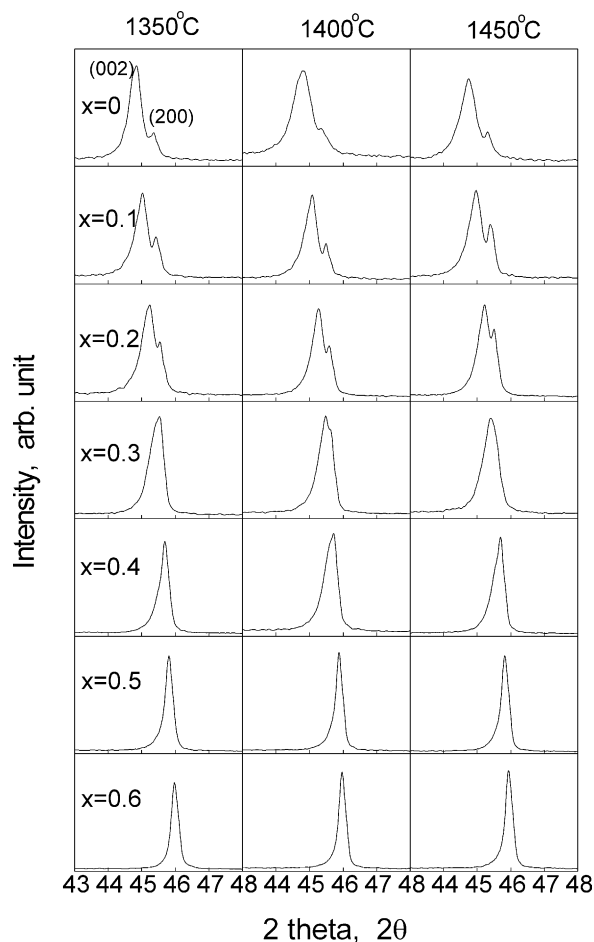 1350°C 1400°C 1450°C
(002)
(200)
x=0
x=0.1
x=0.2
x=0.3
x=0.4
x=0.5
x=0.6
Intensity, arb. unit
43 44 45 46 47 48 44 45 46 47 48 44 45 46 47 48
2 theta, 2θ